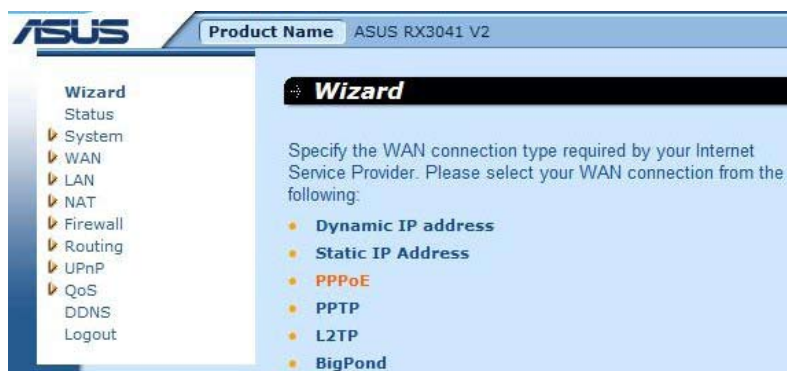 ASUS
Product Name ASUS RX3041 V2
Wizard
Status
System
WAN
LAN
NAT
Firewall
Routing
UPnP
QoS
DDNS
Logout
Wizard
Specify the WAN connection type required by your Internet
Service Provider. Please select your WAN connection from the
following:
Dynamic IP address
Static IP Address
PPPoE
PPTP
L2TP
BigPond